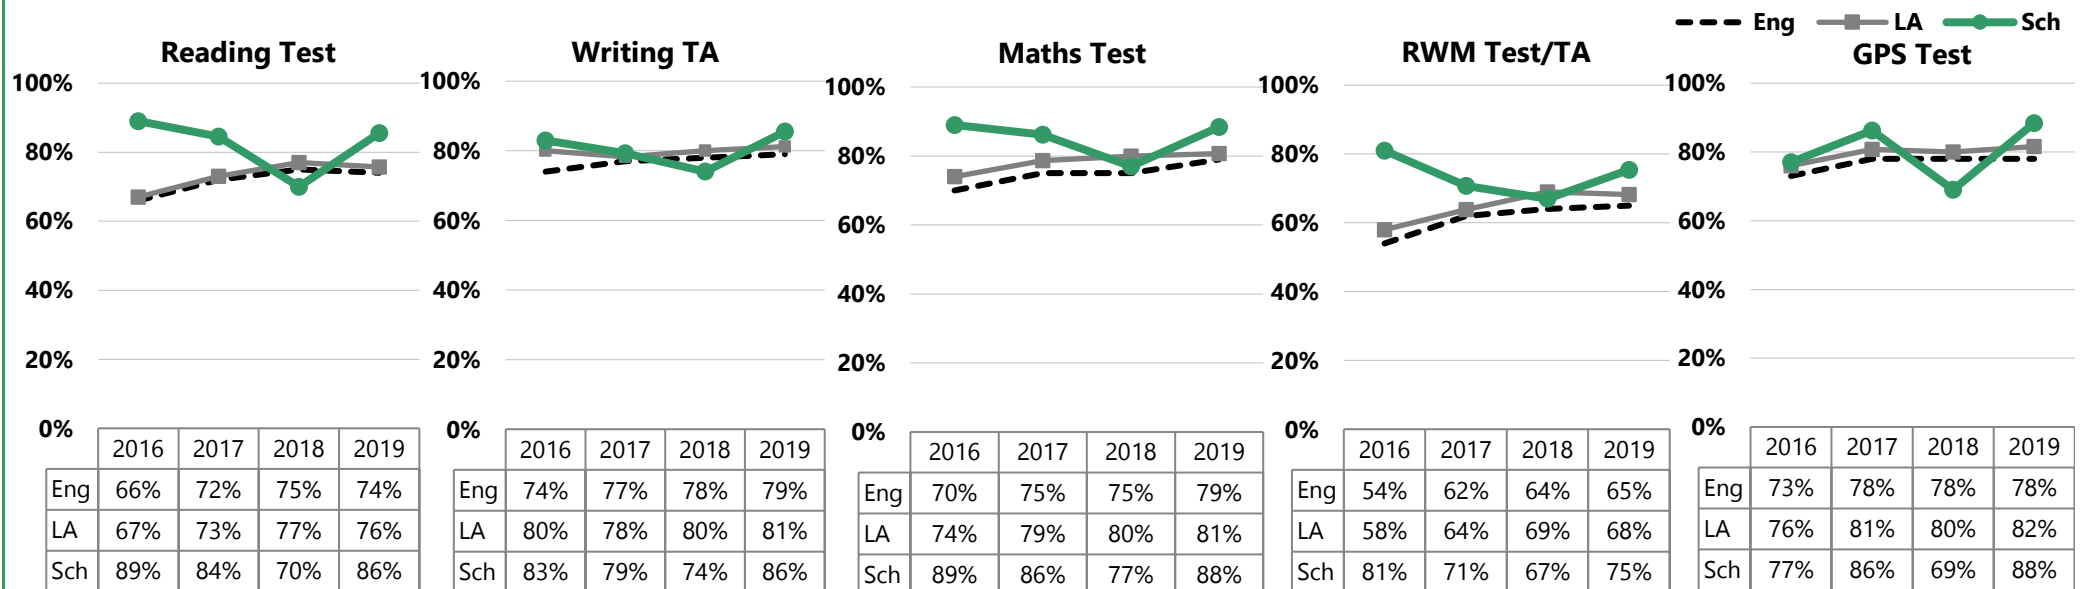 Eng LA Sch
Reading Test
100%
80%
60%
40%
20%
0%
2016 2017 2018 2019
Eng 66% 72% 75% 74%
LA 67% 73% 77% 76%
Sch 89% 84% 70% 86%
Writing TA
100%
80%
60%
40%
20%
0%
2016 2017 2018 2019
Eng 74% 77% 78% 79%
LA 80% 78% 80% 81%
Sch 83% 79% 74% 86%
Maths Test
100%
80%
60%
40%
20%
0%
2016 2017 2018 2019
Eng 70% 75% 75% 79%
LA 74% 79% 80% 81%
Sch 89% 86% 77% 88%
RWM Test/TA
100%
80%
60%
40%
20%
0%
2016 2017 2018 2019
Eng 54% 62% 64% 65%
LA 58% 64% 69% 68%
Sch 81% 71% 67% 75%
GPS Test
100%
80%
60%
40%
20%
0%
2016 2017 2018 2019
Eng 73% 78% 78% 78%
LA 76% 81% 80% 82%
Sch 77% 86% 69% 88%